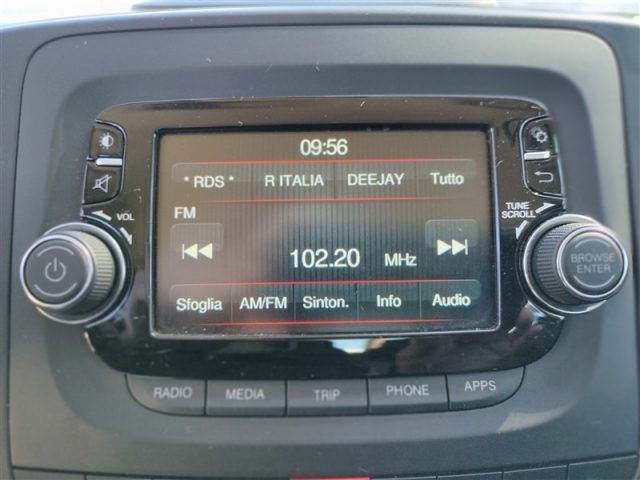 09:56
* RDS * R ITALIA DEEJAY Tutto
VOL
TUNE
SCROLL
FM
102.20 MHz
BROWSE
ENTER
Sfoglia AM/FM Sinton. Info Audio
RADIO MEDIA TRIP PHONE APPS